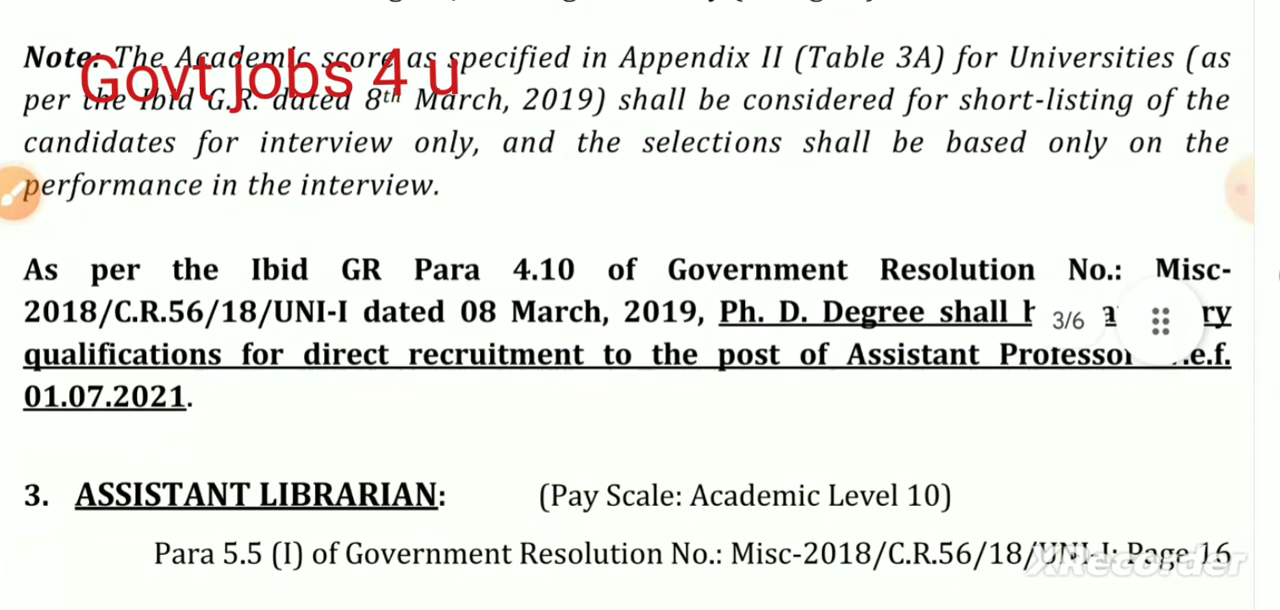 Note: The Academic score as specified in Appendix II (Table 3A) for Universities (as
Govt jobs 4 u
per the Ibid G.R. dated 8th March, 2019) shall be considered for short-listing of the
candidates for interview only, and the selections shall be based only on the
performance in the interview.
As per the Ibid GR Para 4.10 of Government Resolution No.: Misc-
2018/C.R.56/18/UNI-I dated 08 March, 2019, Ph. D. Degree shall
3/6
qualifications for direct recruitment to the post of Assistant Professor
01.07.2021.
3. ASSISTANT LIBRARIAN: (Pay Scale: Academic Level 10)
Para 5.5 (I) of Government Resolution No.: Misc-2018/C.R.56/18/UNI-I: Page 16
XRecorder